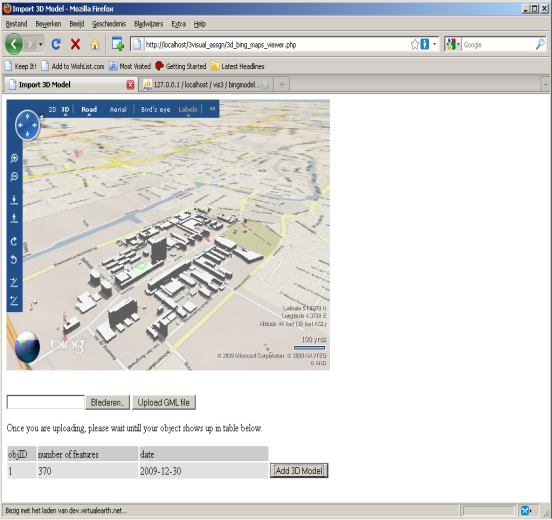 Import 3D Model - Mozilla Firefox
Bestand Bewerken Beeld Geschiedenis Bladwijzers Extra Help
http://localhost/3visual_assgn/3d_bing_maps_viewer.php
Google
Keep It! Add to WishList.com Most Visited Getting Started Latest Headlines
Import 3D Model
127.0.0.1 / localhost / vis3 / bingmodel...
2D 3D Road Aerial Bird's eye Labels <<
Latitude
Longitude 4,3738 E
Altitude
100 yrds
bing
© 2009 Microsoft Corporation © 2009 NAVTEQ
© AND
Bladeren... Upload GML file
Once you are uploading, please wait untill your object shows up in table below.
objID number of features date
1 370 2009-12-30 Add 3D Model
Bezig met het laden van dev.virtualearth.net...